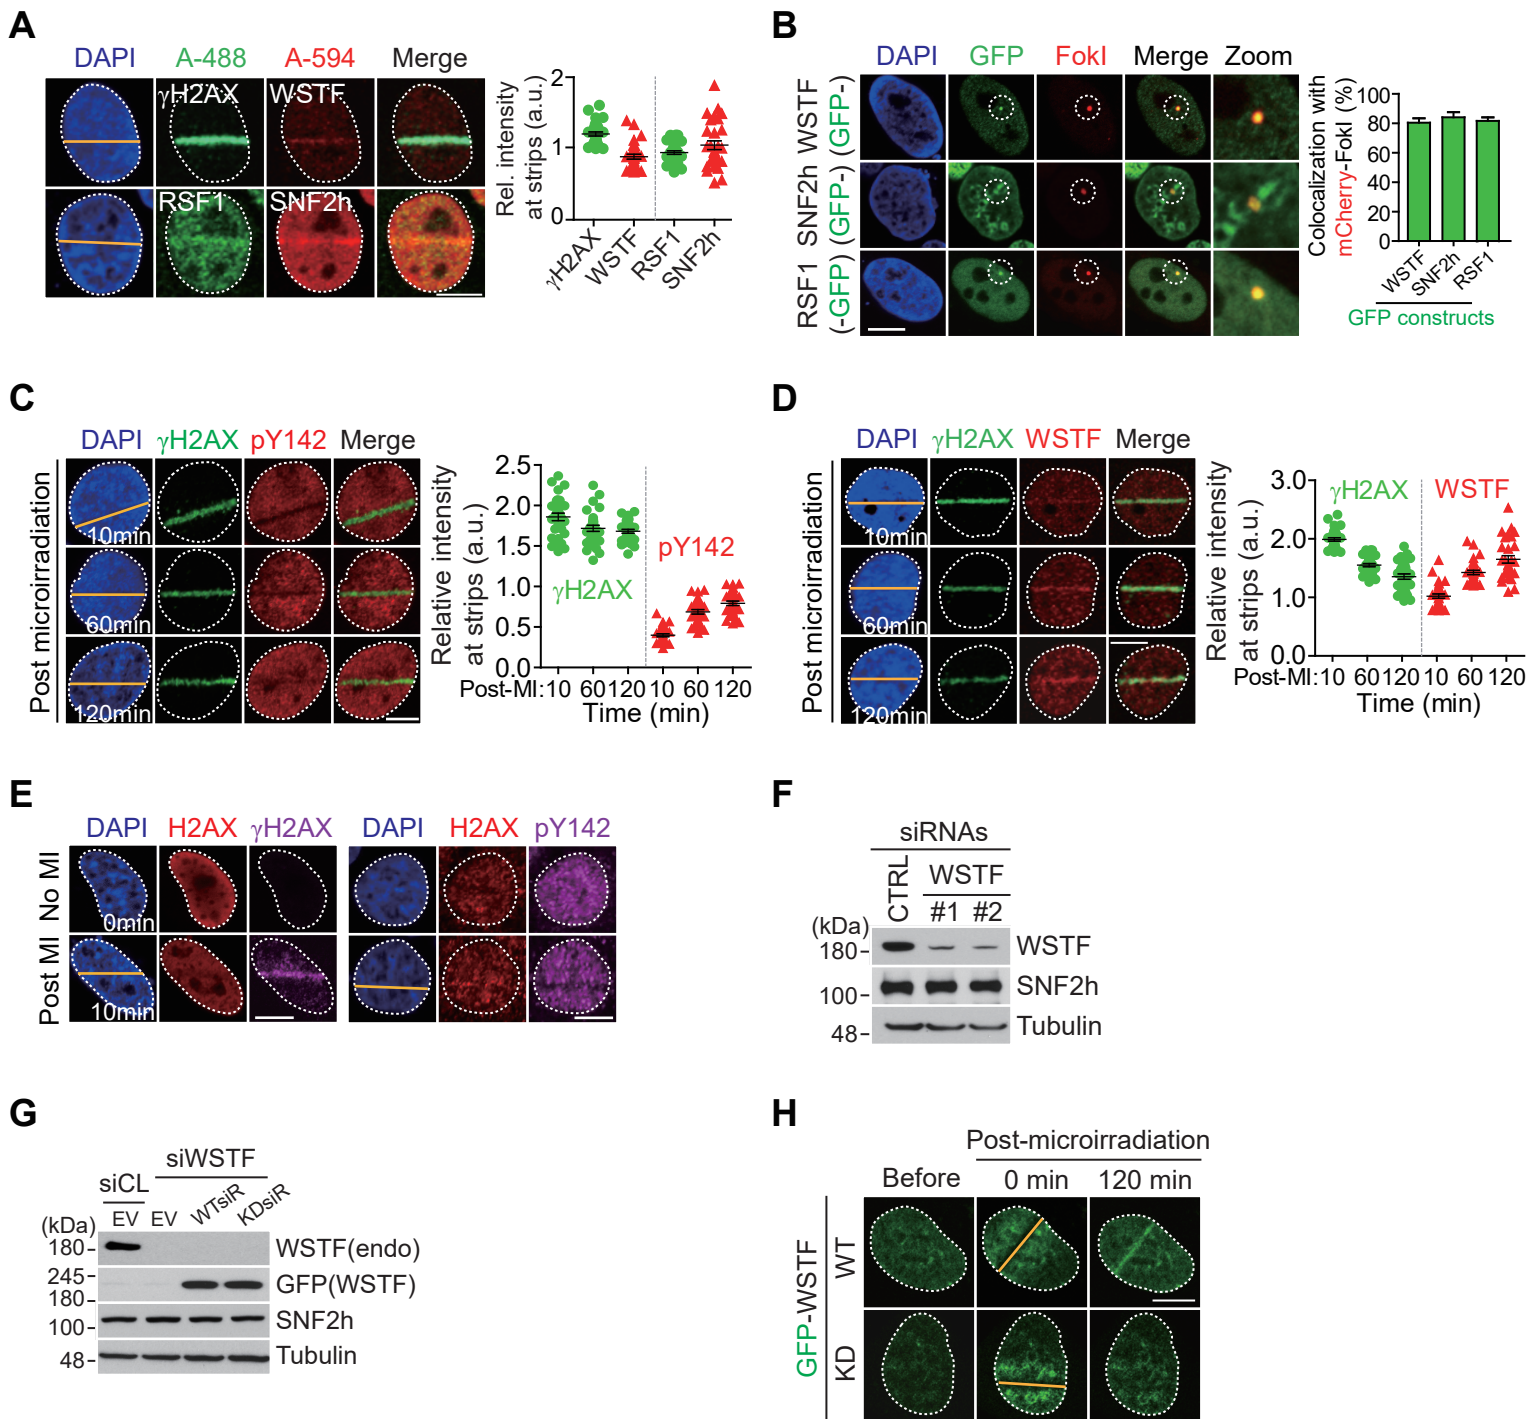 A
DAPI A-488 A-594 Merge
γH2AX WSTF
RSF1 SNF2h
Rel. intensity
at strips (a.u.)
2
1
0
γH2AX WSTF RSF1 SNF2h
B
DAPI GFP FokI Merge Zoom
WSTF
(GFP-)
SNF2h
(GFP-)
RSF1
(-GFP)
Colocalization with
mCherry-FokI (%)
100
80
60
40
20
0
WSTF SNF2h RSF1
GFP constructs
C
DAPI γH2AX pY142 Merge
Post microirradiation
10min
60min
120min
Relative intensity
at strips (a.u.)
2.5
2.0
1.5
1.0
0.5
0.0
γH2AX
pY142
Post-MI: 10 60 120 10 60 120
Time (min)
D
DAPI γH2AX WSTF Merge
Post microirradiation
10min
60min
120min
Relative intensity
at strips (a.u.)
3.0
2.0
1.0
0.0
γH2AX WSTF
Post-MI: 10 60 120 10 60 120
Time (min)
E
DAPI H2AX γH2AX DAPI H2AX pY142
No MI
0min
Post MI
10min
F
siRNAs
CTRL
WSTF
#1 #2
(kDa)
180 WSTF
100 SNF2h
48 Tubulin
G
siWSTF
siCL
EV EV WTsiR KDsiR
(kDa)
180 WSTF(endo)
245
180 GFP(WSTF)
100 SNF2h
48 Tubulin
H
Post-microirradiation
Before 0 min 120 min
GFP-WSTF
WT
KD